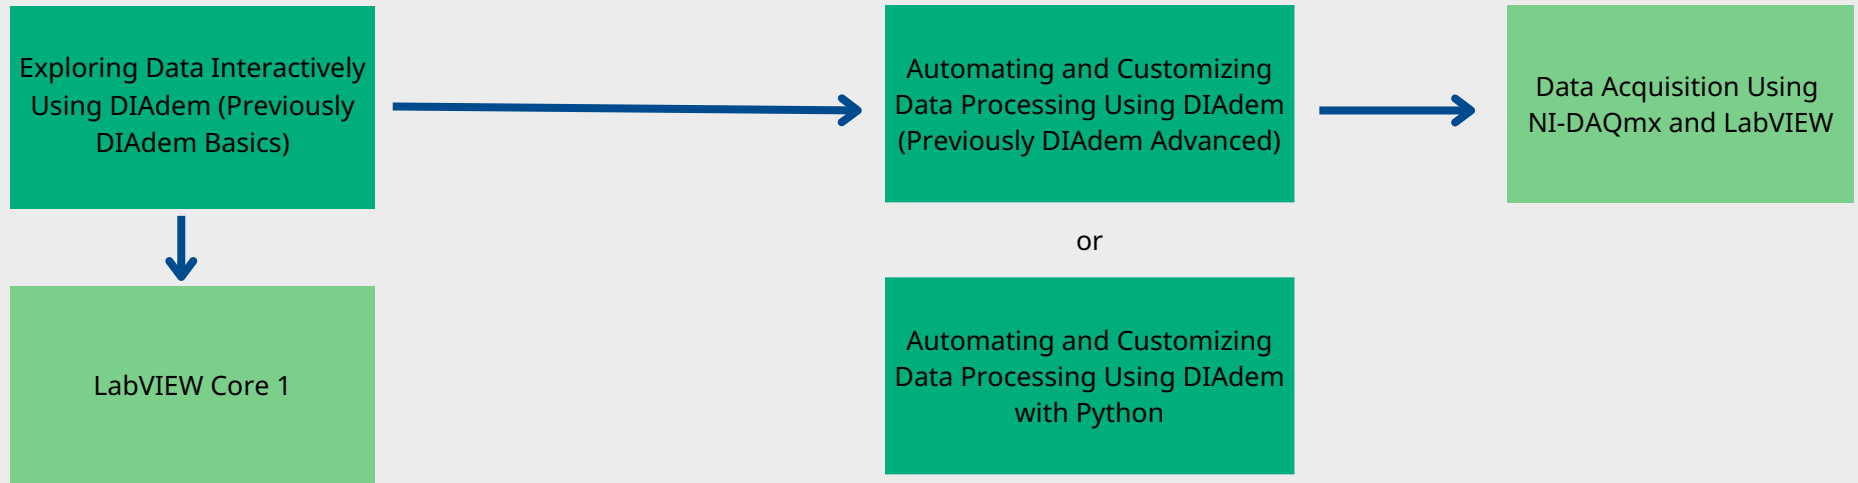 Exploring Data Interactively
Using DIAdem (Previously
DIAdem Basics)
Automating and Customizing
Data Processing Using DIAdem
(Previously DIAdem Advanced)
Data Acquisition Using
NI-DAQmx and LabVIEW
or
LabVIEW Core 1
Automating and Customizing
Data Processing Using DIAdem
with Python